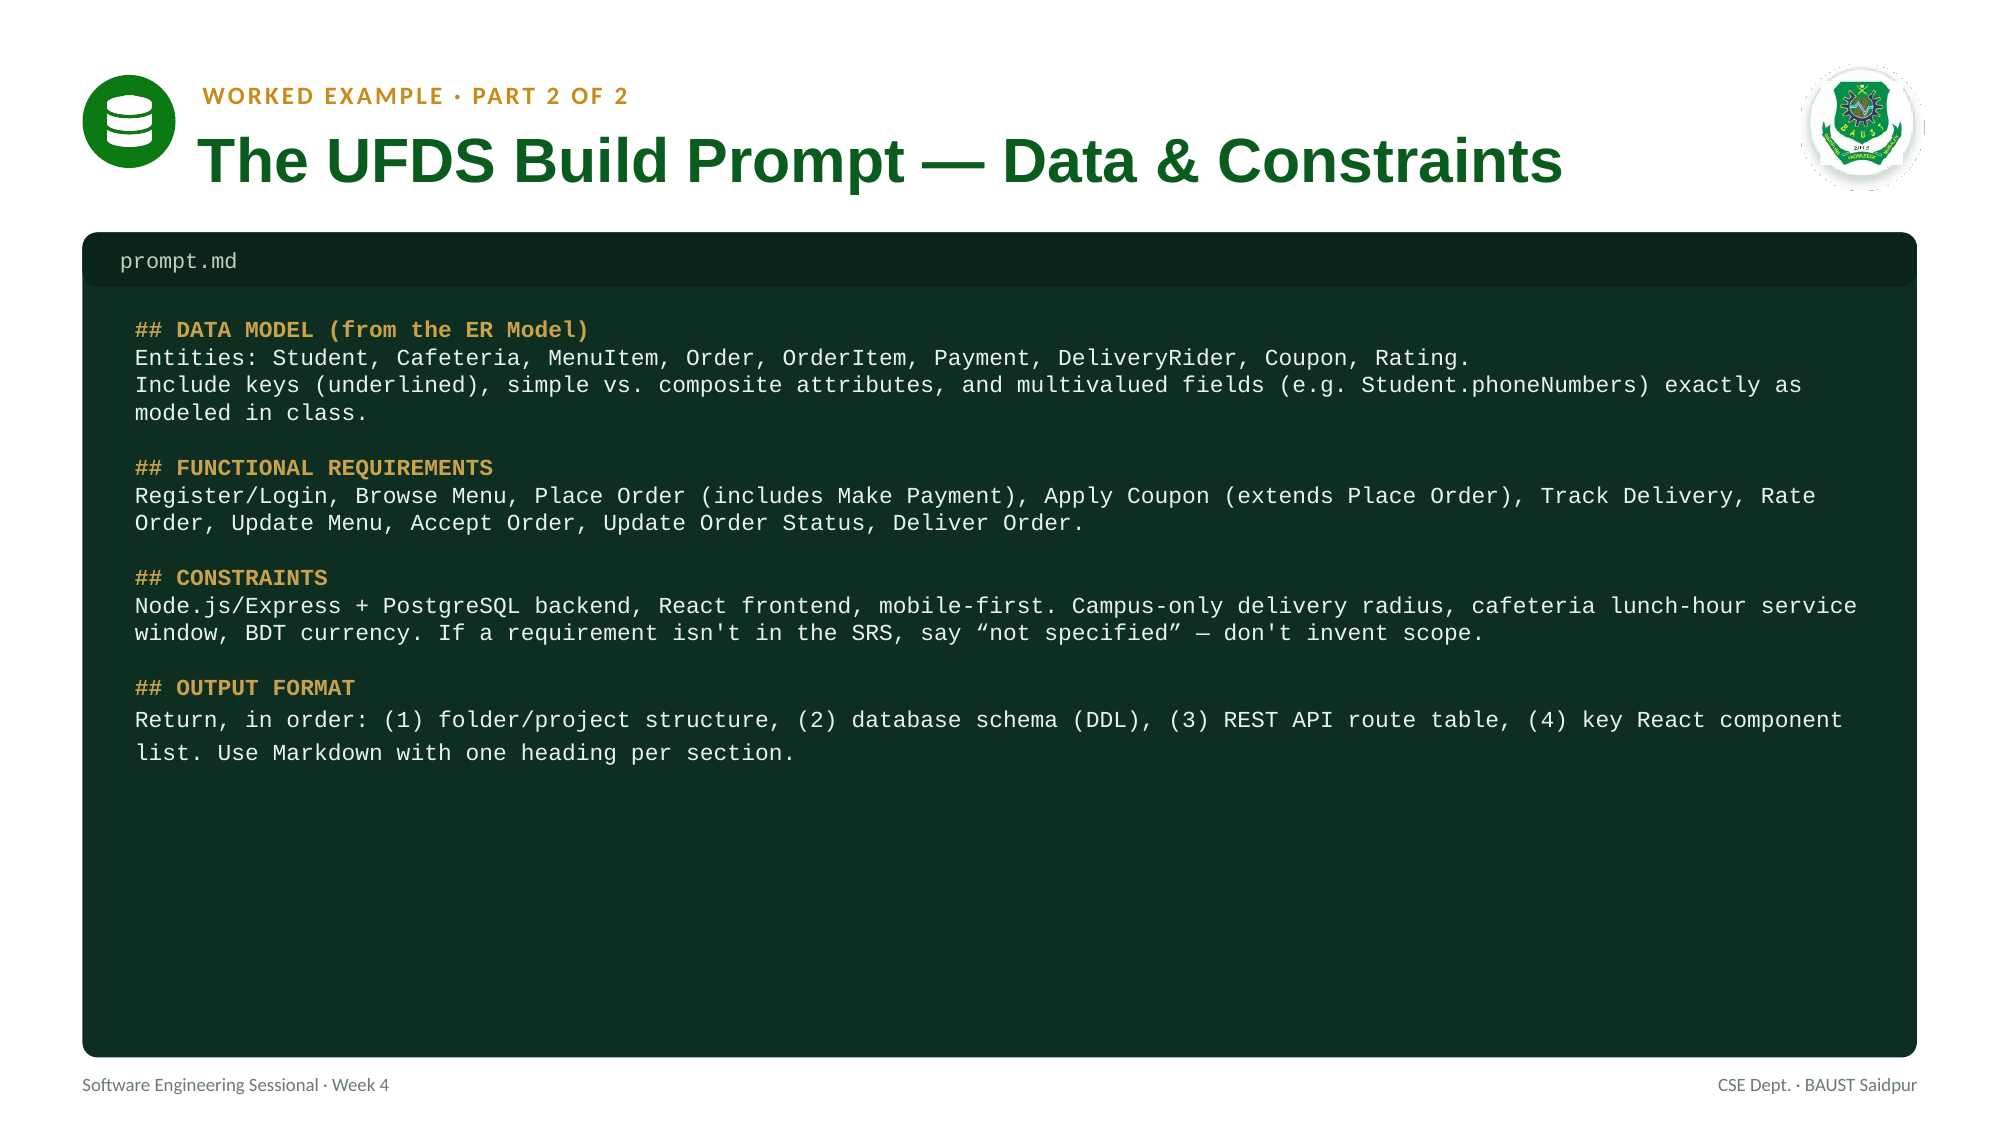 WORKED EXAMPLE · PART 2 OF 2
The UFDS Build Prompt — Data & Constraints
BAUST
2015
prompt.md
## DATA MODEL (from the ER Model)
Entities: Student, Cafeteria, MenuItem, Order, OrderItem, Payment, DeliveryRider, Coupon, Rating.
Include keys (underlined), simple vs. composite attributes, and multivalued fields (e.g. Student.phoneNumbers) exactly as
modeled in class.
## FUNCTIONAL REQUIREMENTS
Register/Login, Browse Menu, Place Order (includes Make Payment), Apply Coupon (extends Place Order), Track Delivery, Rate
Order, Update Menu, Accept Order, Update Order Status, Deliver Order.
## CONSTRAINTS
Node.js/Express + PostgreSQL backend, React frontend, mobile-first. Campus-only delivery radius, cafeteria lunch-hour service
window, BDT currency. If a requirement isn't in the SRS, say “not specified” — don't invent scope.
## OUTPUT FORMAT
Return, in order: (1) folder/project structure, (2) database schema (DDL), (3) REST API route table, (4) key React component
list. Use Markdown with one heading per section.
Software Engineering Sessional · Week 4
CSE Dept. · BAUST Saidpur